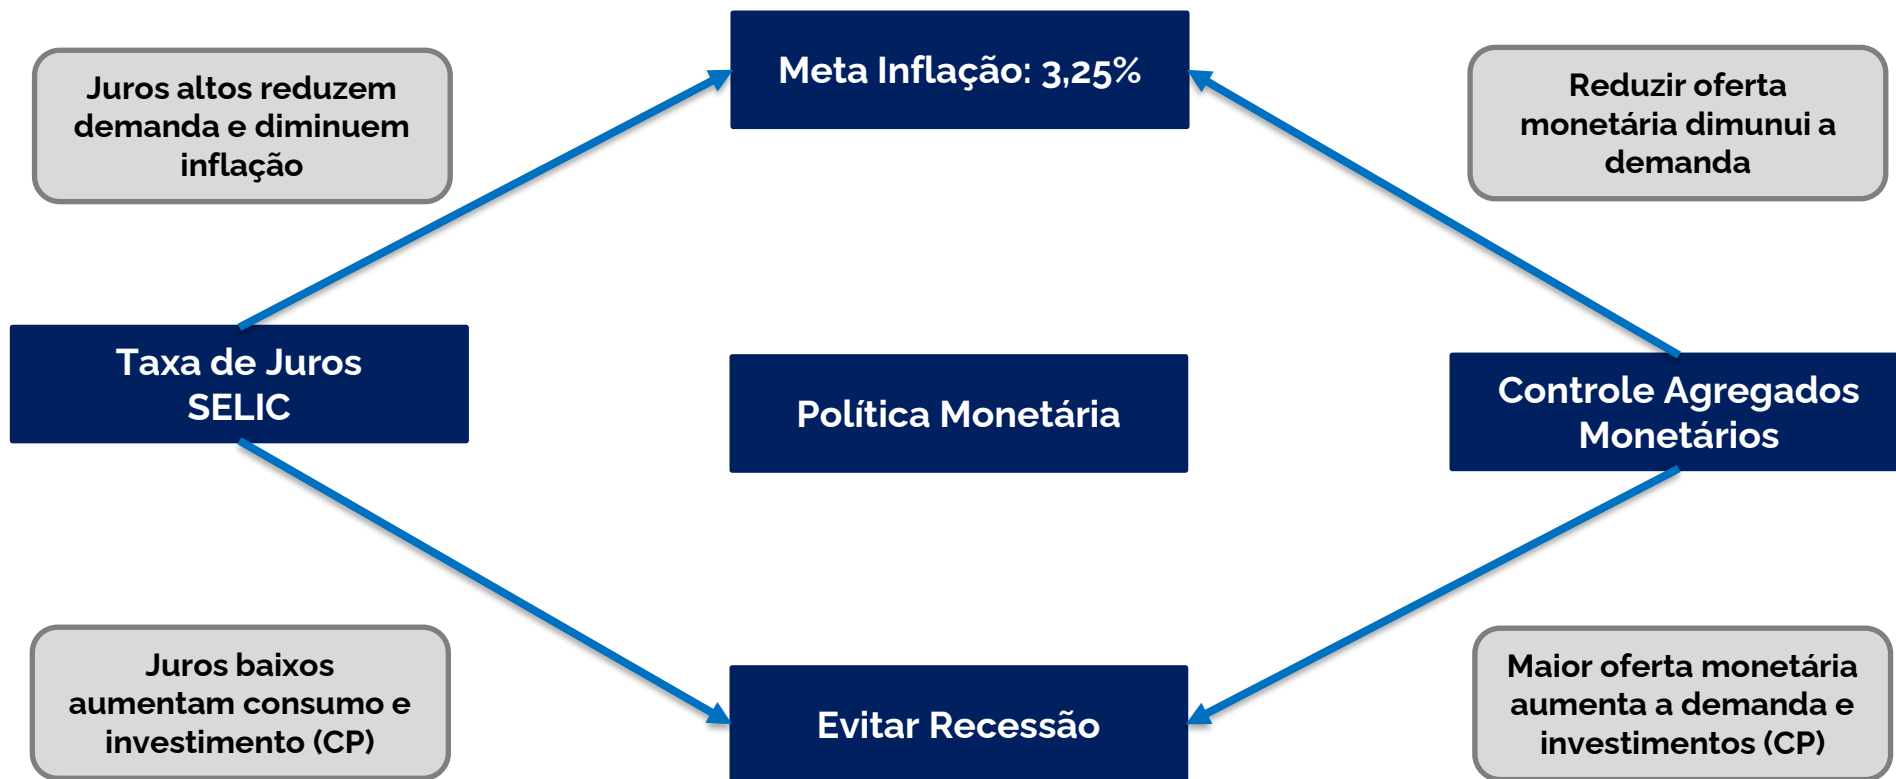 Meta Inflação: 3,25%
Juros altos reduzem
demanda e diminuem
inflação
Reduzir oferta
monetária dimunui a
demanda
Taxa de Juros
SELIC
Política Monetária
Controle Agregados
Monetários
Juros baixos
aumentam consumo e
investimento (CP)
Evitar Recessão
Maior oferta monetária
aumenta a demanda e
investimentos (CP)